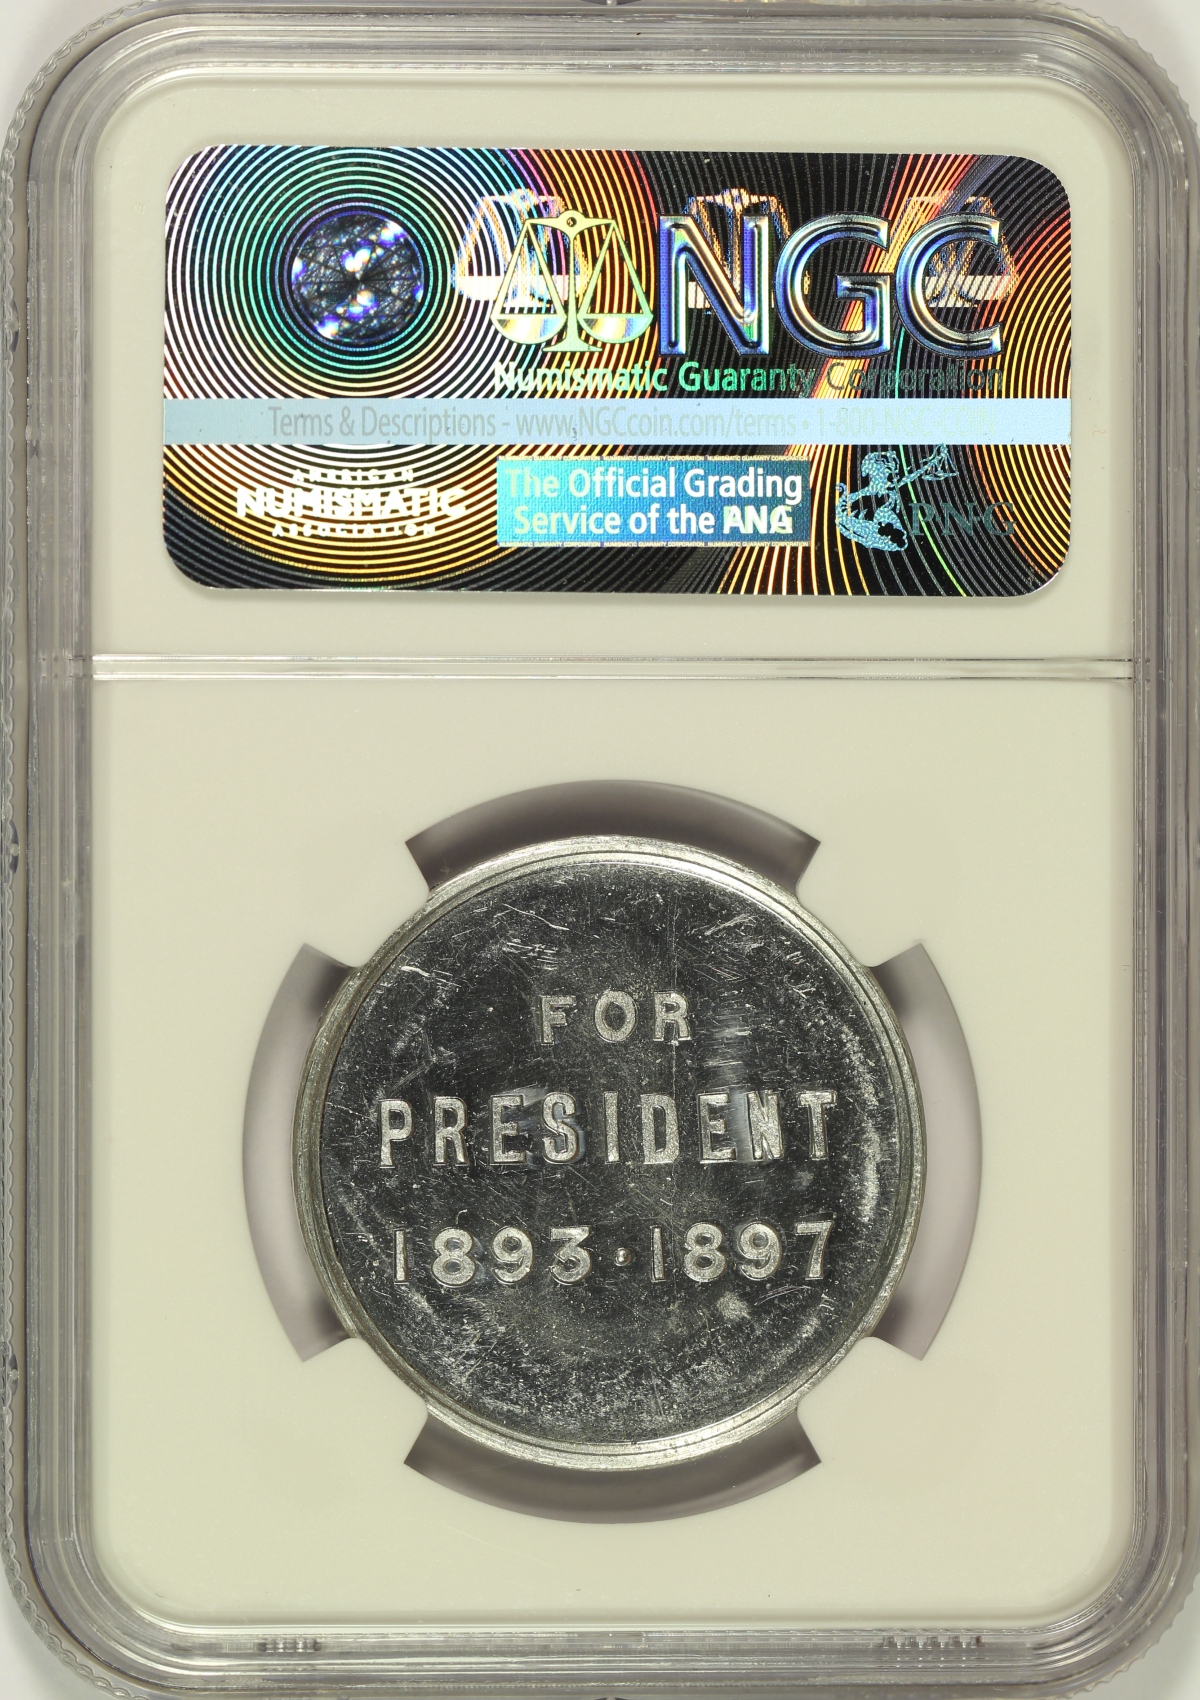 NGC
Numismatic Guaranty Corporation
Terms & Descriptions - www.NGCcoin.com/terms • 1-800-NGC-COIN
AMERICAN
NUMISMATIC
ASSOCIATION
The Official Grading
Service of the ANA
PNG
FOR
PRESIDENT
1893 · 1897